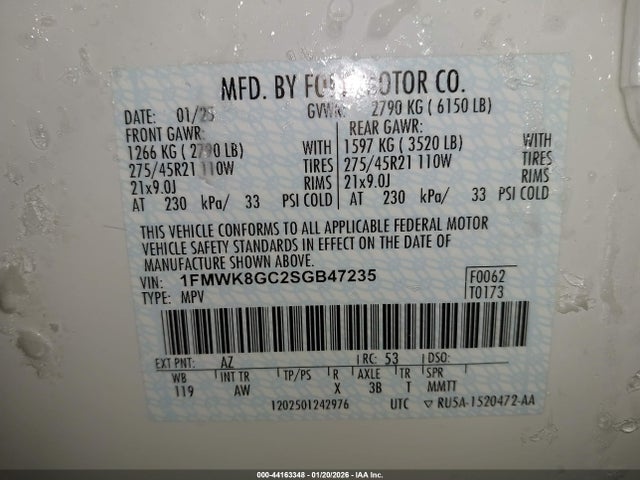 MFD. BY FORD MOTOR CO.
DATE: 01/25 GVWR: 2790 KG ( 6150 LB)
FRONT GAWR: REAR GAWR:
1266 KG ( 2790 LB) WITH 1597 KG ( 3520 LB) WITH
275/45R21 110W TIRES 275/45R21 110W TIRES
21x9.0J RIMS 21x9.0J RIMS
AT 230 kPa/ 33 PSI COLD AT 230 kPa/ 33 PSI COLD
THIS VEHICLE CONFORMS TO ALL APPLICABLE FEDERAL MOTOR
VEHICLE SAFETY STANDARDS IN EFFECT ON THE DATE OF
MANUFACTURE SHOWN ABOVE.
VIN: 1FMWK8GC2SGB47235 F0062
TYPE: MPV T0173
EXT PNT: AZ RC: 53 DSO:
WB INT TR TP/PS R AXLE TR SPR
119 AW X 3B T MMTT
1202501242976 UTC ▽ RU5A-1520472-AA
000-44163348 - 01/20/2026 - IAA Inc.